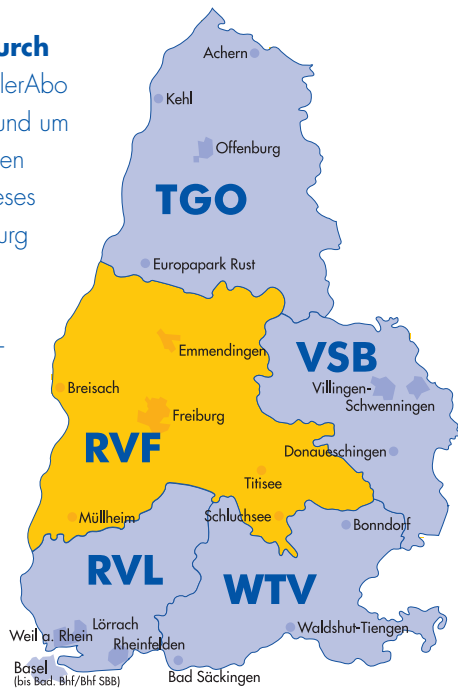 urch
lerAbo
und um
en
eses
urg
-
Achern
Kehl
Offenburg
TGO
Europapark Rust
Emmendingen
VSB
Villingen-
Schwenningen
Breisach
Freiburg
RVF
Donaueschingen
Titisee
Müllheim
Schluchsee
Bonndorf
RVL
WTV
Lörrach
Weil a. Rhein
Rheinfelden
Waldshut-Tiengen
Basel
(bis Bad. Bhf/Bhf SBB)
Bad Säckingen